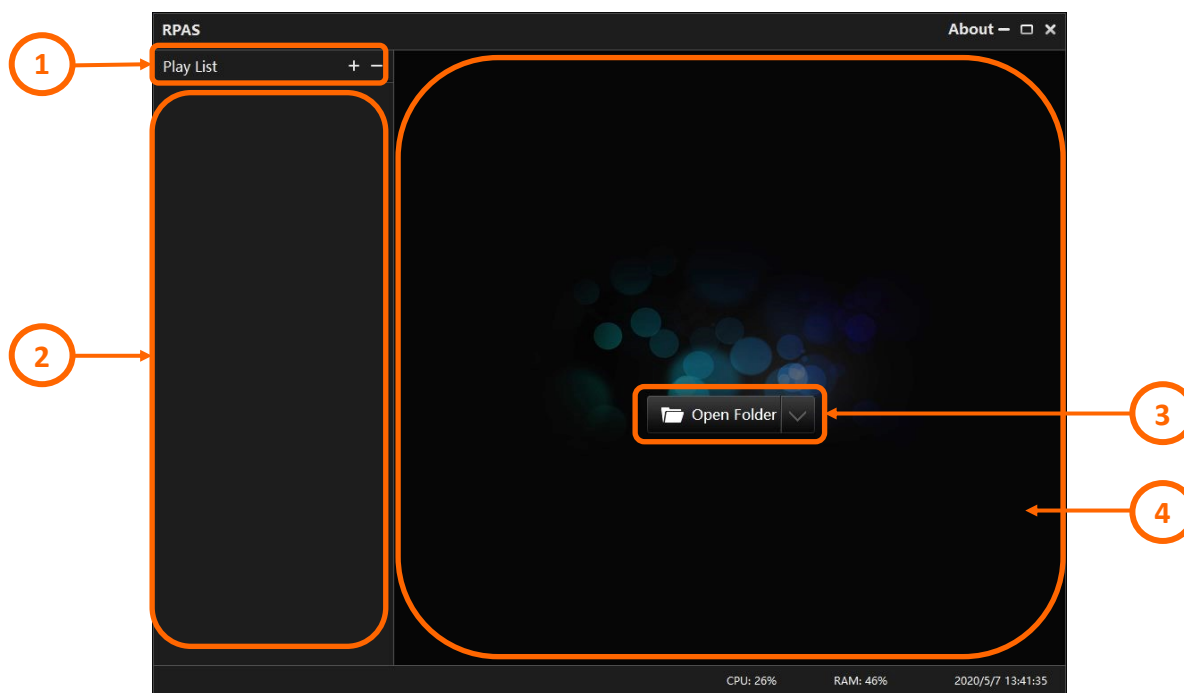 RPAS About
1
Play List + −
2
Open Folder
3
4
CPU: 26% RAM: 46% 2020/5/7 13:41:35